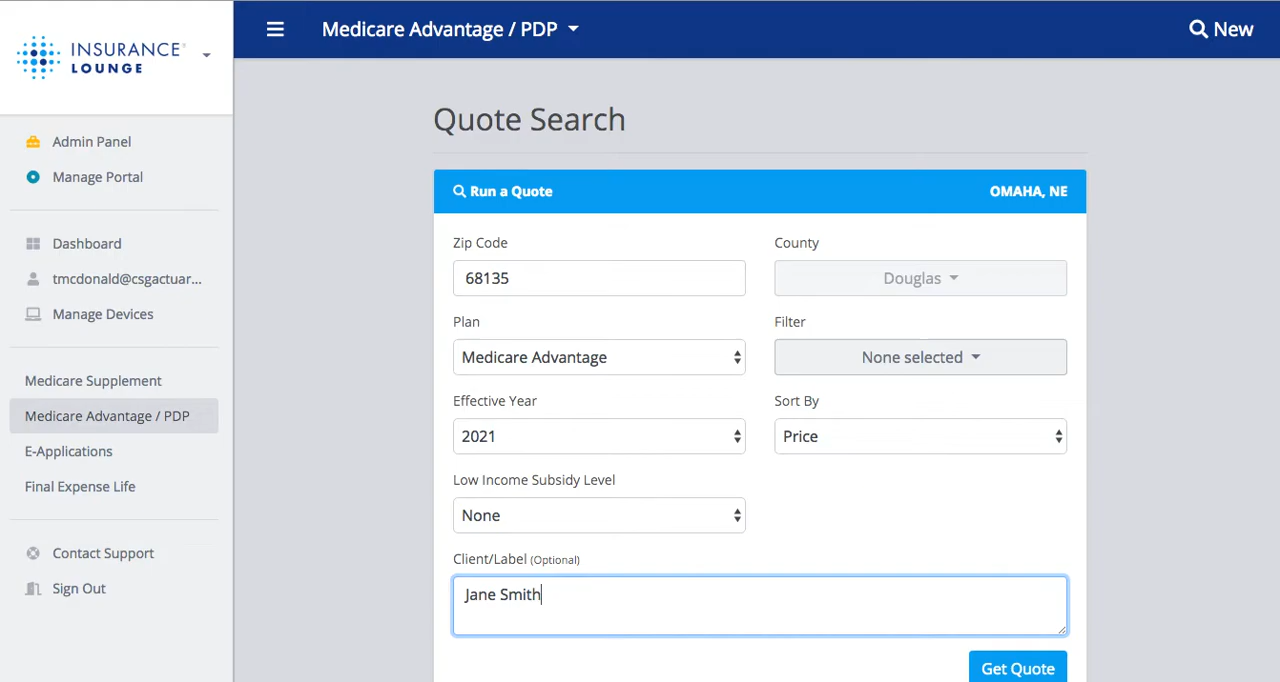 INSURANCE®
LOUNGE
Medicare Advantage / PDP
New
Admin Panel
Manage Portal
Dashboard
tmcdonald@csgactuar...
Manage Devices
Medicare Supplement
Medicare Advantage / PDP
E-Applications
Final Expense Life
Contact Support
Sign Out
Quote Search
Run a Quote OMAHA, NE
Zip Code County
68135 Douglas
Plan Filter
Medicare Advantage None selected
Effective Year Sort By
2021 Price
Low Income Subsidy Level
None
Client/Label (Optional)
Jane Smith
Get Quote